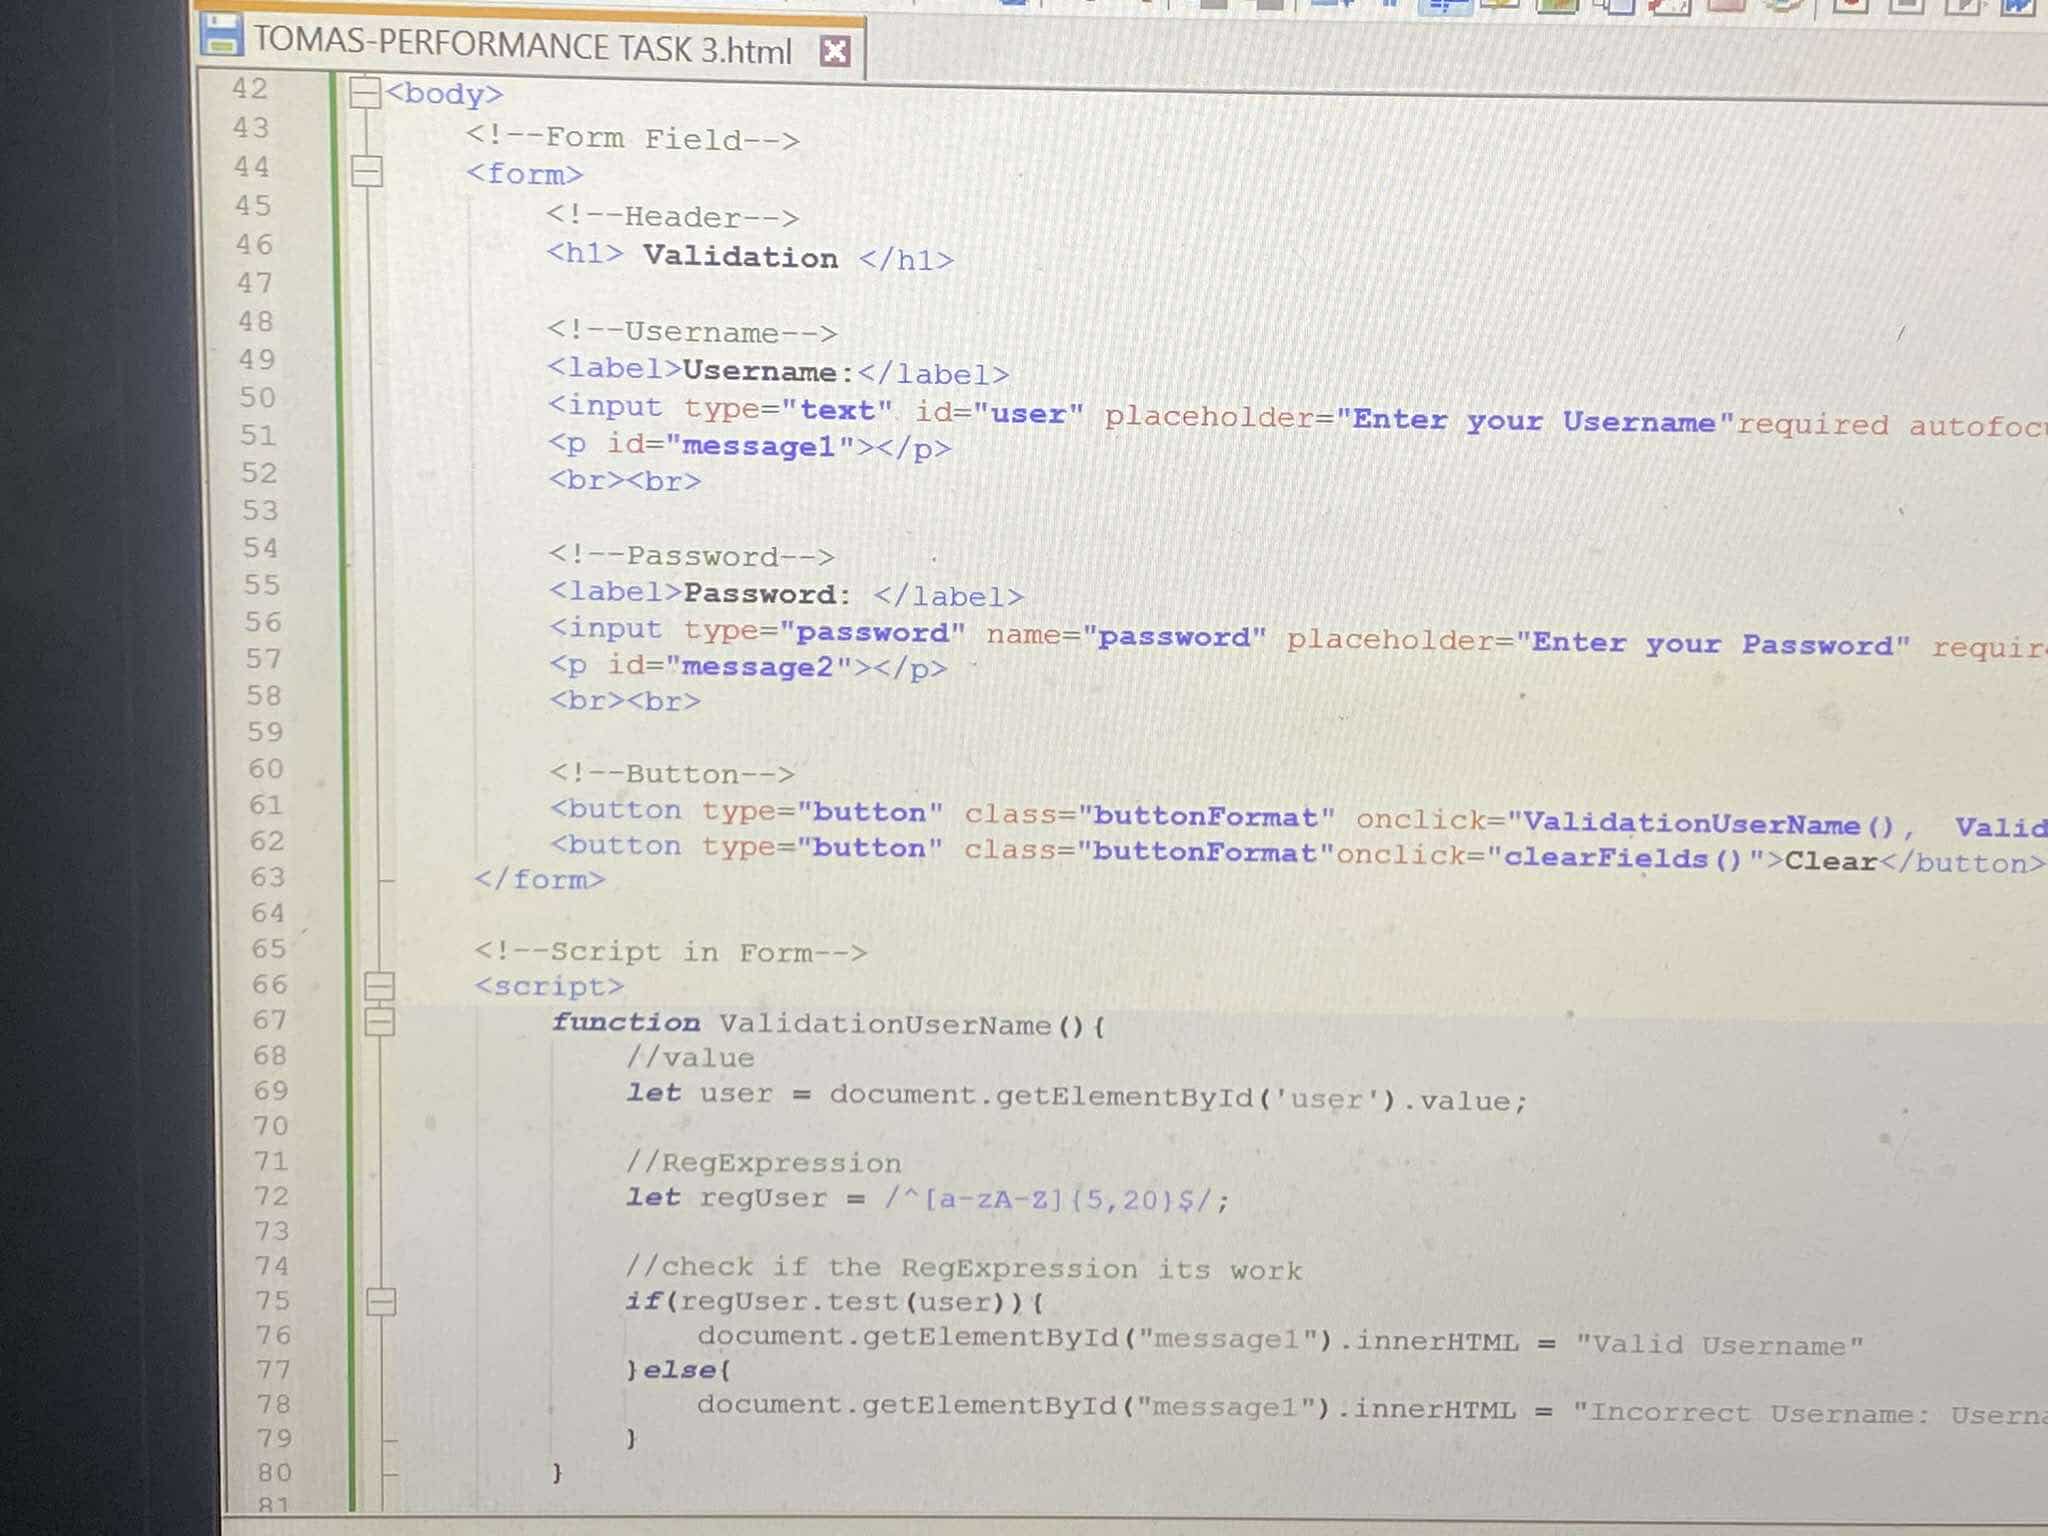 TOMAS-PERFORMANCE TASK 3.html
42 <body>
43 <!--Form Field-->
44 <form>
45 <!--Header-->
46 <h1> Validation </h1>
47
48 <!--Username-->
49 <label>Username:</label>
50 <input type="text" id="user" placeholder="Enter your Username"required autofocu
51 <p id="message1"></p>
52 <br><br>
53
54 <!--Password-->
55 <label>Password: </label>
56 <input type="password" name="password" placeholder="Enter your Password" requir
57 <p id="message2"></p>
58 <br><br>
59
60 <!--Button-->
61 <button type="button" class="buttonFormat" onclick="ValidationUserName(), Valid
62 <button type="button" class="buttonFormat"onclick="clearFields()">Clear</button>
63 </form>
64
65 <!--Script in Form-->
66 <script>
67 function ValidationUserName(){
68 //value
69 let user = document.getElementById('user').value;
70
71 //RegExpression
72 let regUser = /^[a-zA-Z]{5,20}$/;
73
74 //check if the RegExpression its work
75 if(regUser.test(user)){
76 document.getElementById("message1").innerHTML = "Valid Username"
77 }else{
78 document.getElementById("message1").innerHTML = "Incorrect Username: Userna
79 }
80 }
81